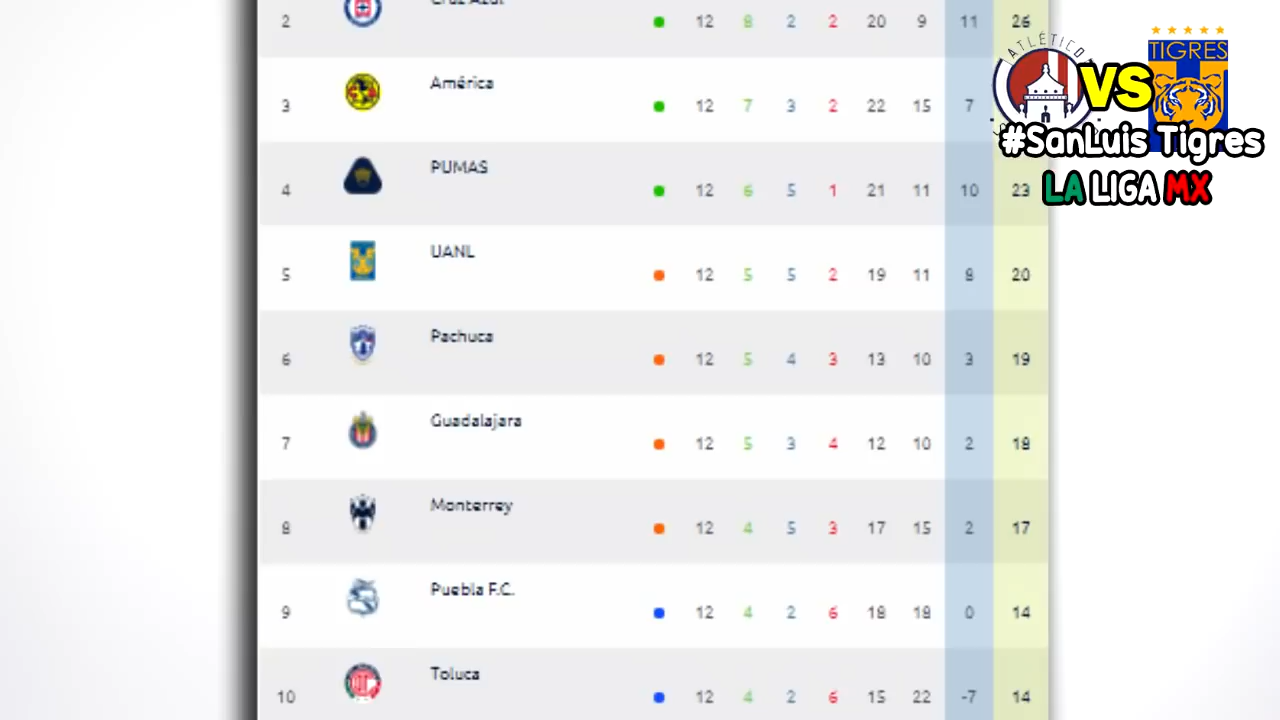 2 Cruz Azul 12 8 2 2 20 9 11 26
3 América 12 7 3 2 22 15 7
4 PUMAS 12 6 5 1 21 11 10 23
5 UANL 12 5 5 2 19 11 8 20
6 Pachuca 12 5 4 3 13 10 3 19
7 Guadalajara 12 5 3 4 12 10 2 18
8 Monterrey 12 4 5 3 17 15 2 17
9 Puebla F.C. 12 4 2 6 18 18 0 14
10 Toluca 12 4 2 6 15 22 -7 14
ATLÉTICO
VS
TIGRES
#SanLuis Tigres
LA LIGA MX